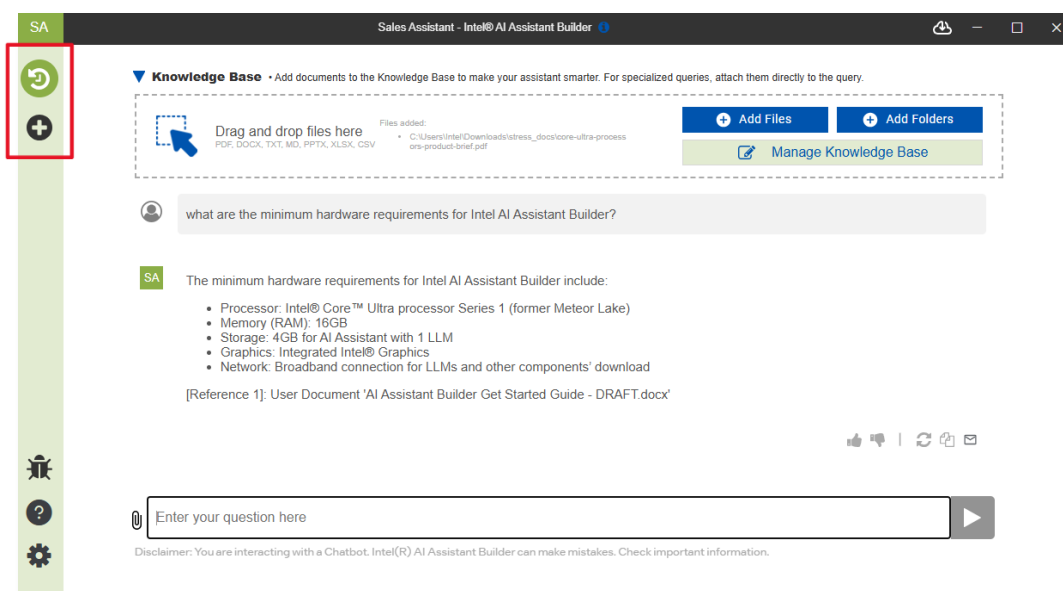 SA
Sales Assistant - Intel® AI Assistant Builder
Knowledge Base • Add documents to the Knowledge Base to make your assistant smarter. For specialized queries, attach them directly to the query.
Drag and drop files here
PDF, DOCX, TXT, MD, PPTX, XLSX, CSV
Files added:
• C:\Users\Intel\Downloads\stress_docs\core-ultra-process
ors-product-brief.pdf
Add Files
Add Folders
Manage Knowledge Base
what are the minimum hardware requirements for Intel AI Assistant Builder?
SA
The minimum hardware requirements for Intel AI Assistant Builder include:
• Processor: Intel® Core™ Ultra processor Series 1 (former Meteor Lake)
• Memory (RAM): 16GB
• Storage: 4GB for AI Assistant with 1 LLM
• Graphics: Integrated Intel® Graphics
• Network: Broadband connection for LLMs and other components' download
[Reference 1]: User Document 'AI Assistant Builder Get Started Guide - DRAFT.docx'
Enter your question here
Disclaimer: You are interacting with a Chatbot. Intel(R) AI Assistant Builder can make mistakes. Check important information.